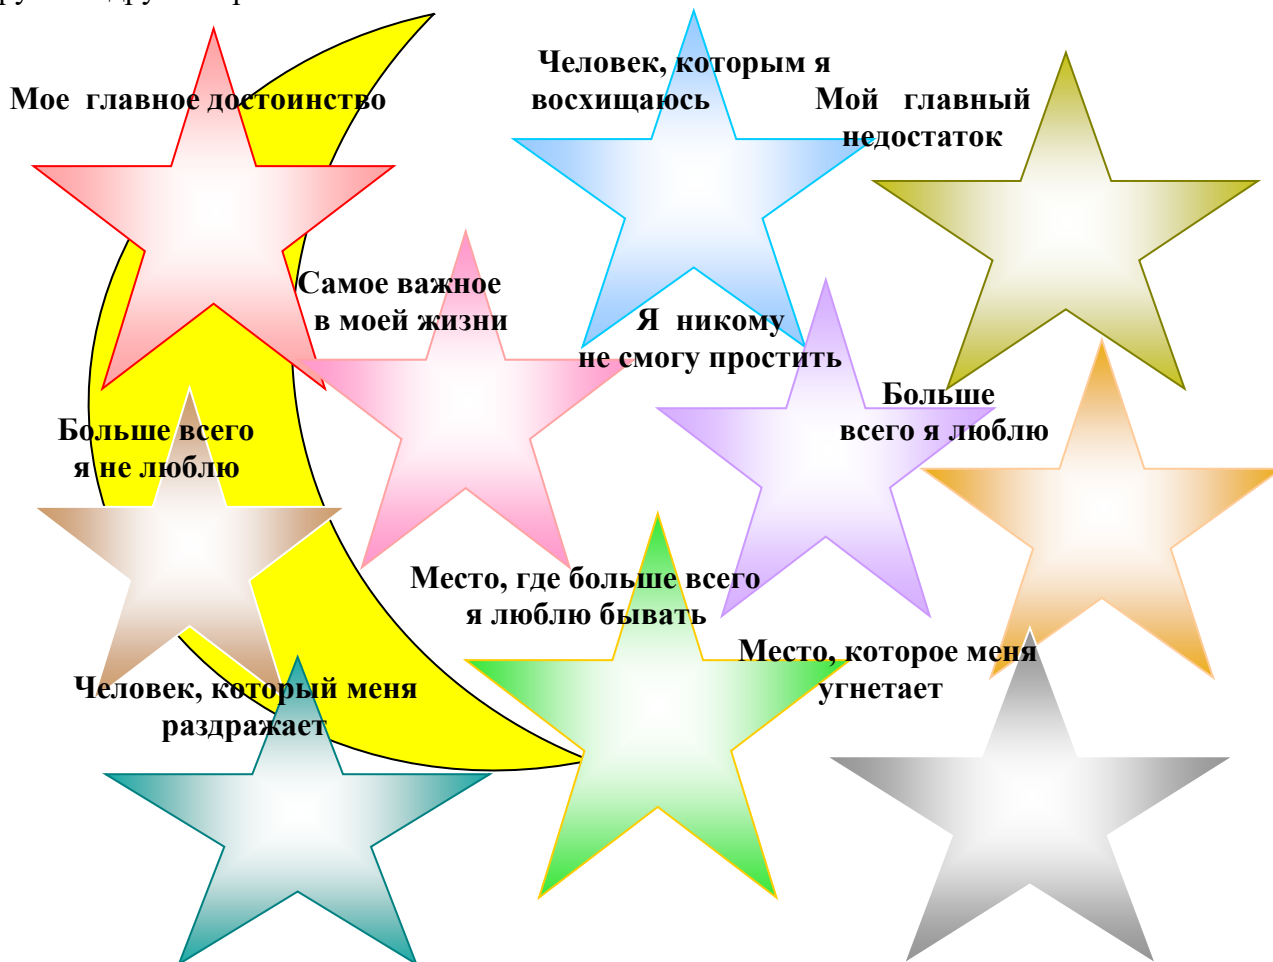 Мое главное достоинство
Человек, которым я
восхищаюсь
Мой главный
недостаток
Самое важное
в моей жизни
Я никому
не смогу простить
Больше
всего я люблю
Больше всего
я не люблю
Место, где больше всего
я люблю бывать
Место, которое меня
угнетает
Человек, который меня
раздражает